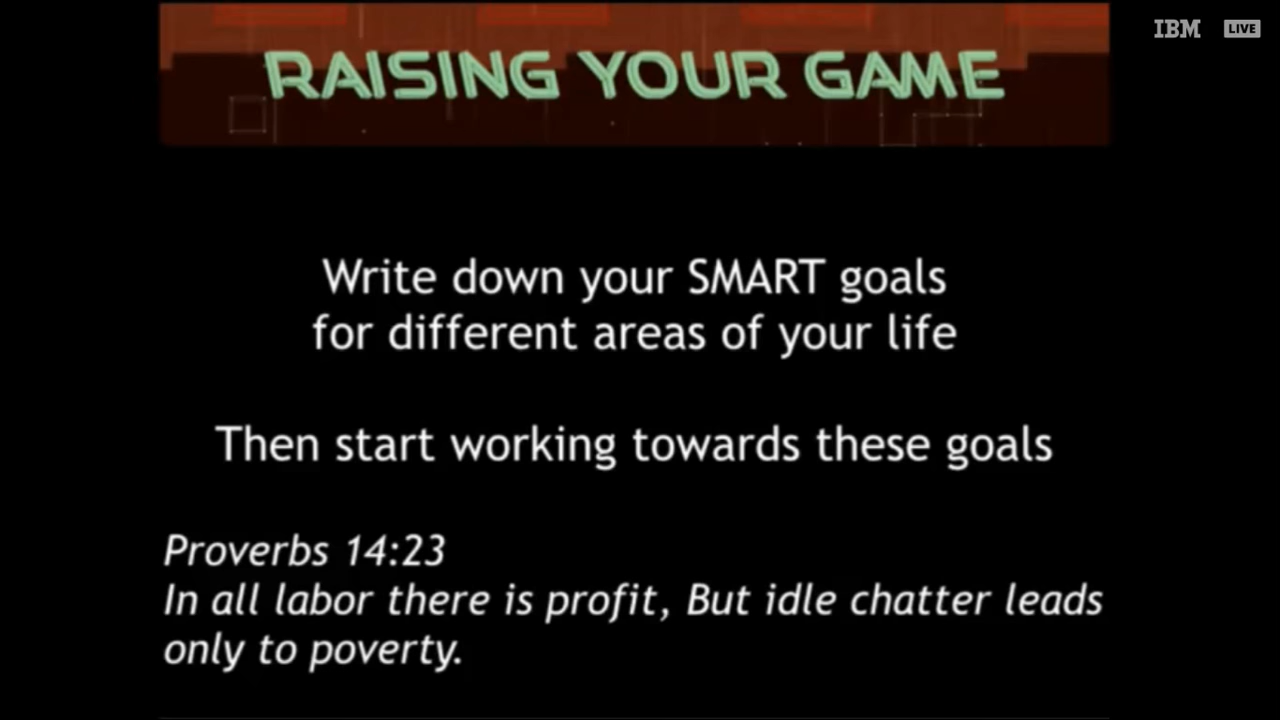 IBM LIVE
RAISING YOUR GAME
Write down your SMART goals
for different areas of your life
Then start working towards these goals
Proverbs 14:23
In all labor there is profit, But idle chatter leads
only to poverty.